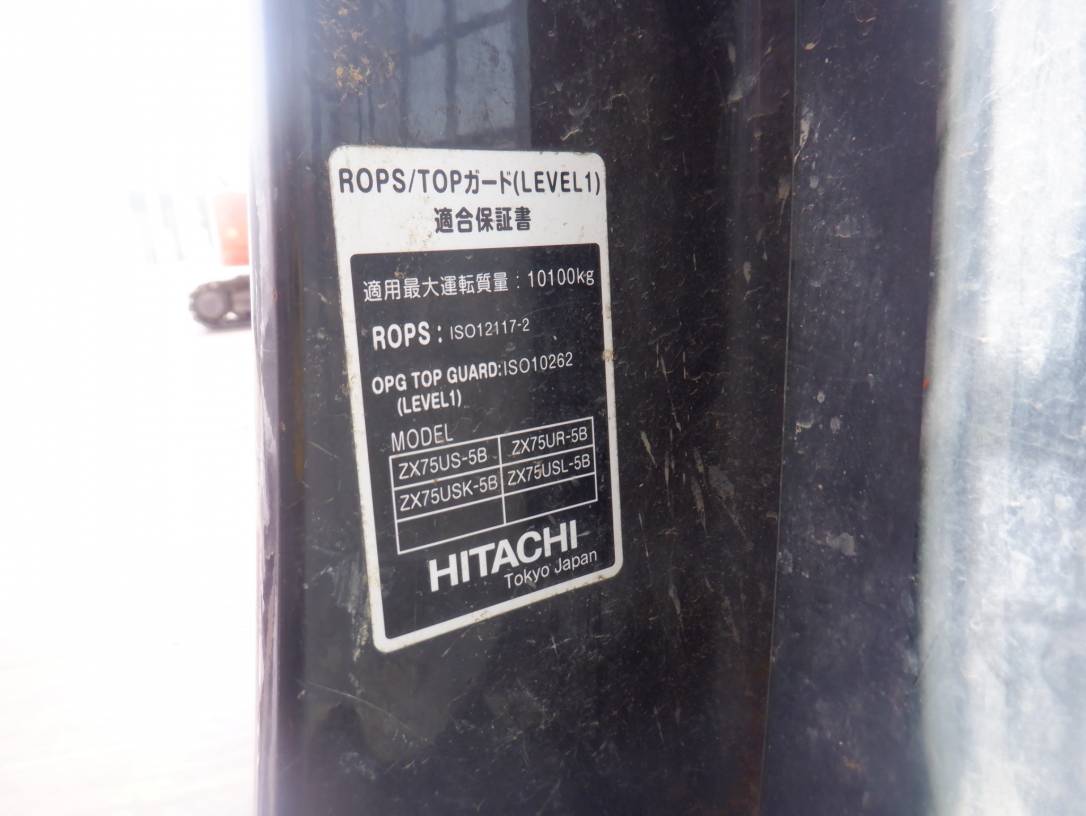 ROPS/TOPガード(LEVEL1)
適合保証書
適用最大運転質量：10100kg
ROPS：ISO12117-2
OPG TOP GUARD:ISO10262
(LEVEL1)
MODEL
ZX75US-5B ZX75UR-5B
ZX75USK-5B ZX75USL-5B
HITACHI
Tokyo Japan